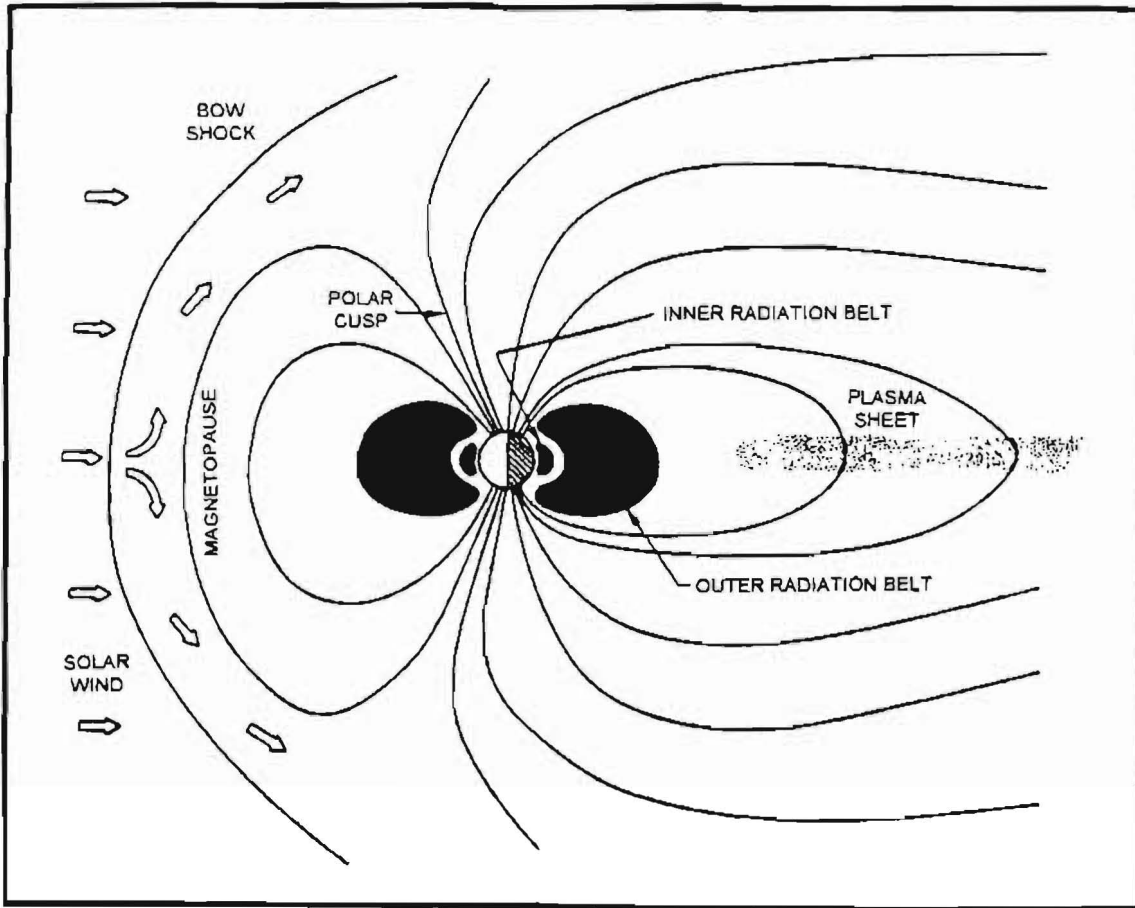 BOW
SHOCK
POLAR
CUSP
INNER RADIATION BELT
PLASMA
SHEET
MAGNETOPAUSE
OUTER RADIATION BELT
SOLAR
WIND